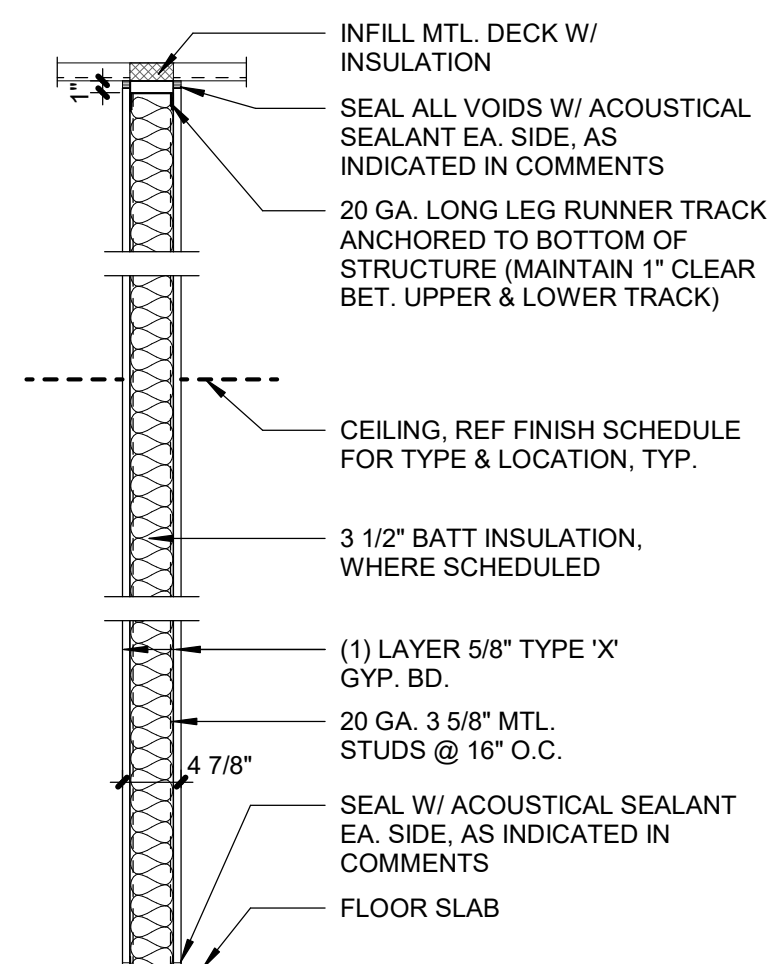 INFILL MTL. DECK W/
INSULATION
1"
SEAL ALL VOIDS W/ ACOUSTICAL
SEALANT EA. SIDE, AS
INDICATED IN COMMENTS
20 GA. LONG LEG RUNNER TRACK
ANCHORED TO BOTTOM OF
STRUCTURE (MAINTAIN 1" CLEAR
BET. UPPER & LOWER TRACK)
CEILING, REF FINISH SCHEDULE
FOR TYPE & LOCATION, TYP.
3 1/2" BATT INSULATION,
WHERE SCHEDULED
(1) LAYER 5/8" TYPE 'X'
GYP. BD.
20 GA. 3 5/8" MTL.
STUDS @ 16" O.C.
4 7/8"
SEAL W/ ACOUSTICAL SEALANT
EA. SIDE, AS INDICATED IN
COMMENTS
FLOOR SLAB